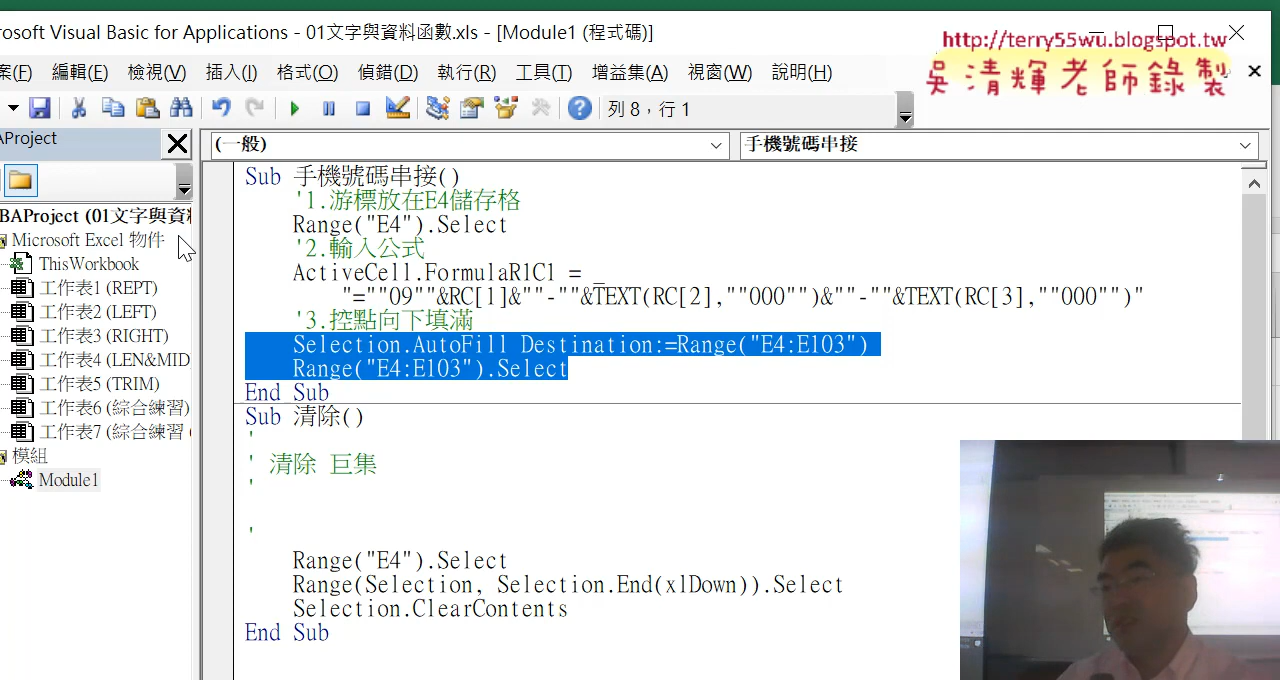 rosoft Visual Basic for Applications - 01文字與資料函數.xls - [Module1 (程式碼)]
http://terry55wu.blogspot.tw
吳清輝老師錄製
案(F) 編輯(E) 檢視(V) 插入(I) 格式(O) 偵錯(D) 執行(R) 工具(T) 增益集(A) 視窗(W) 說明(H)
列 8，行 1
AProject
(一般)
手機號碼串接
BAProject (01文字與資料
Microsoft Excel 物件
ThisWorkbook
工作表1 (REPT)
工作表2 (LEFT)
工作表3 (RIGHT)
工作表4 (LEN&MID
工作表5 (TRIM)
工作表6 (綜合練習)
工作表7 (綜合練習
模組
Module1
Sub 手機號碼串接()
'1.游標放在E4儲存格
Range("E4").Select
'2.輸入公式
ActiveCell.FormulaR1C1 = _
"=""09""&RC[1]&""-""&TEXT(RC[2],""000"")&""-""&TEXT(RC[3],""000"")"
'3.控點向下填滿
Selection.AutoFill Destination:=Range("E4:E103")
Range("E4:E103").Select
End Sub
Sub 清除()
'
' 清除 巨集
'
'
Range("E4").Select
Range(Selection, Selection.End(xlDown)).Select
Selection.ClearContents
End Sub